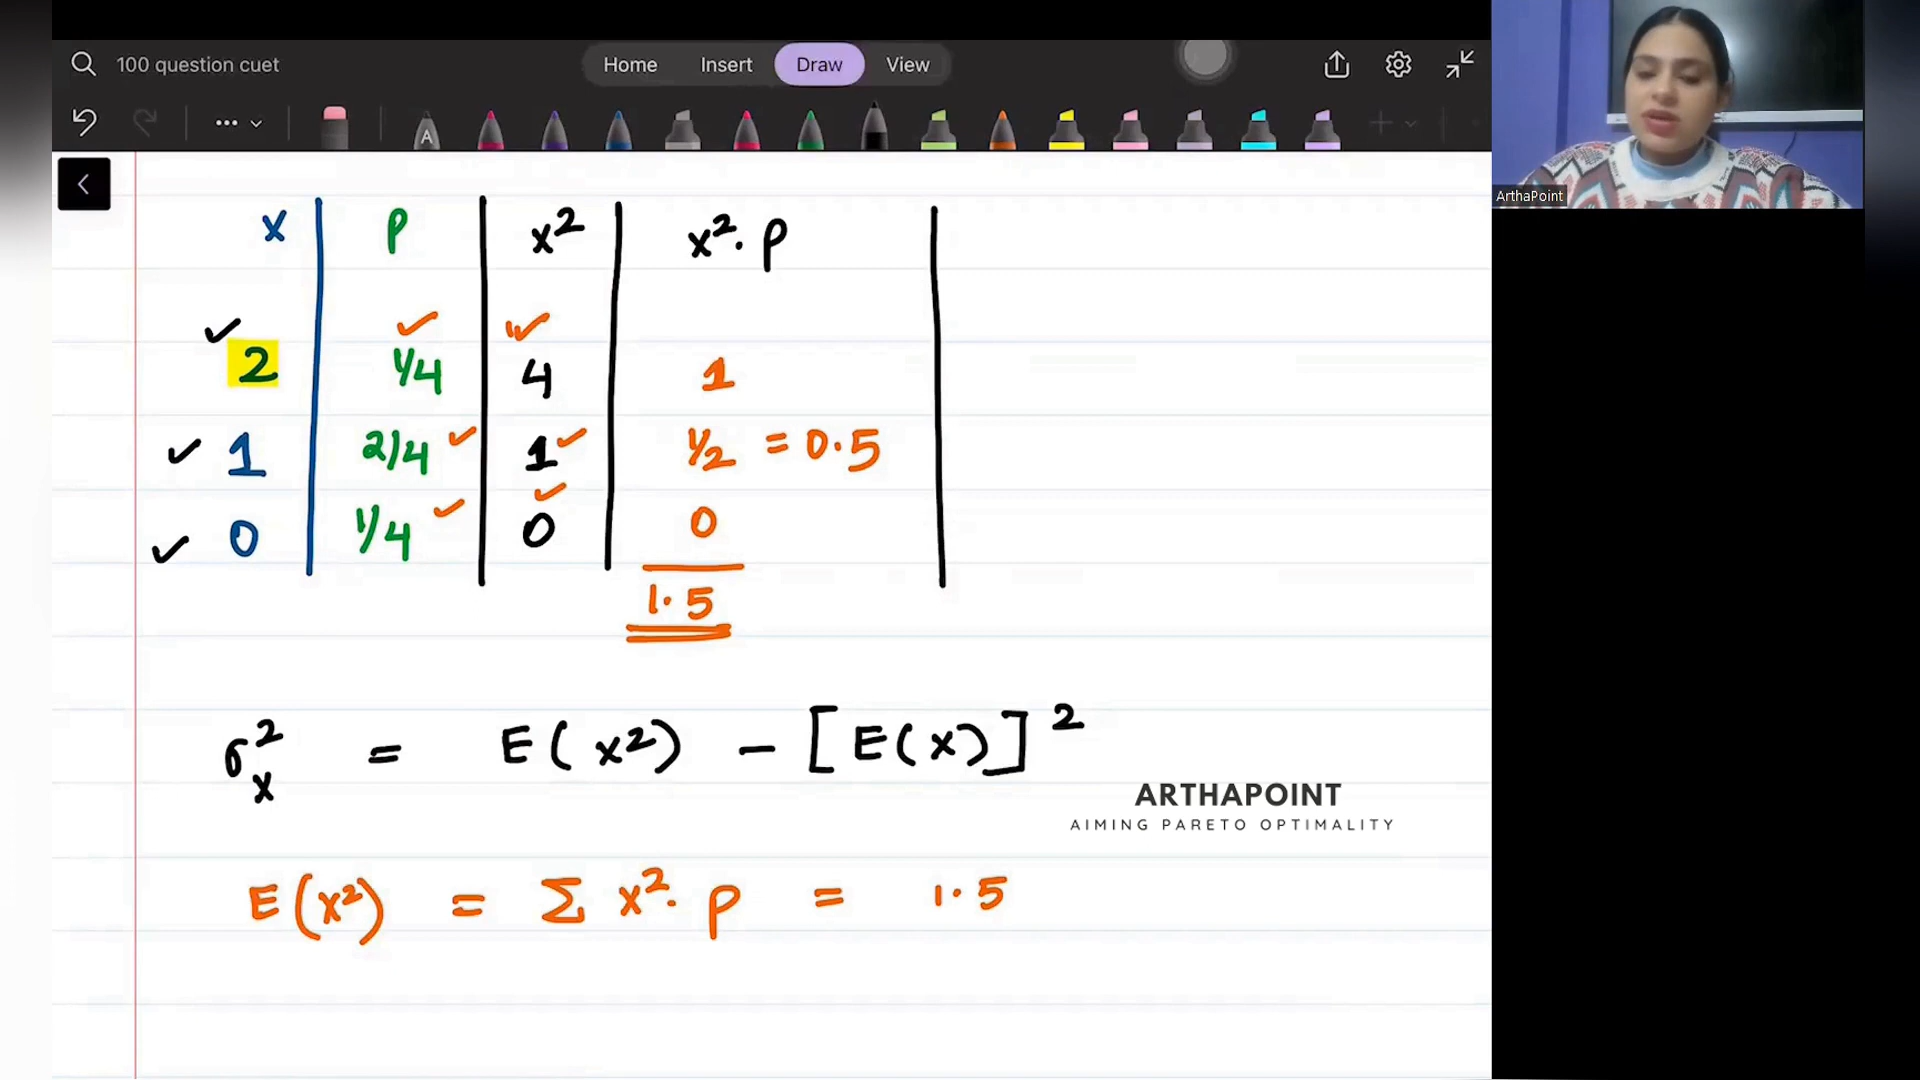 100 question cuet
Home Insert Draw View
A
ArthaPoint
x p x² x². p
2 1/4 4 1
1 2/4 1 1/2 = 0.5
0 1/4 0 0
1.5
σ²x = E(x²) - [E(x)]²
ARTHAPOINT
AIMING PARETO OPTIMALITY
E(x²) = Σ x². p = 1.5